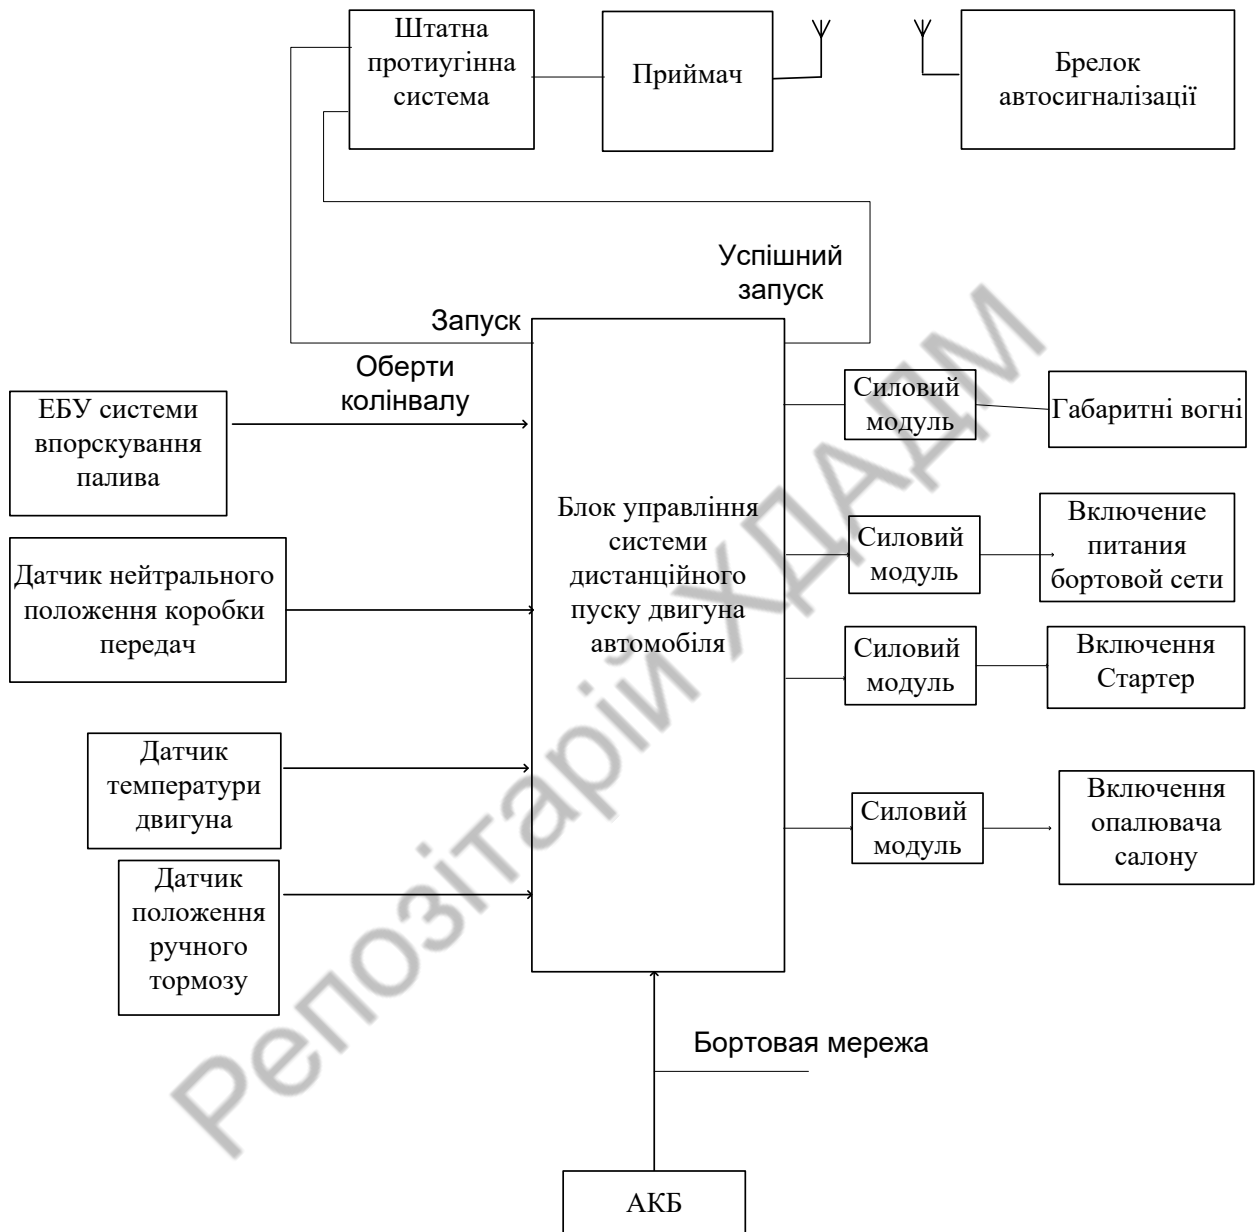 Штатна
протиугінна
система
Приймач
Брелок
автосигналізації
Успішний
запуск
Запуск
Оберти
колінвалу
ЕБУ системи
впорскування
палива
Датчик нейтрального
положення коробки
передач
Датчик
температури
двигуна
Датчик
положення
ручного
тормозу
Блок управління
системи
дистанційного
пуску двигуна
автомобіля
Силовий
модуль
Габаритні вогні
Силовий
модуль
Включение
питания
бортовой сети
Силовий
модуль
Включення
Стартер
Силовий
модуль
Включення
опалювача
салону
Бортовая мережа
АКБ
Репозітарій ХДАДМ